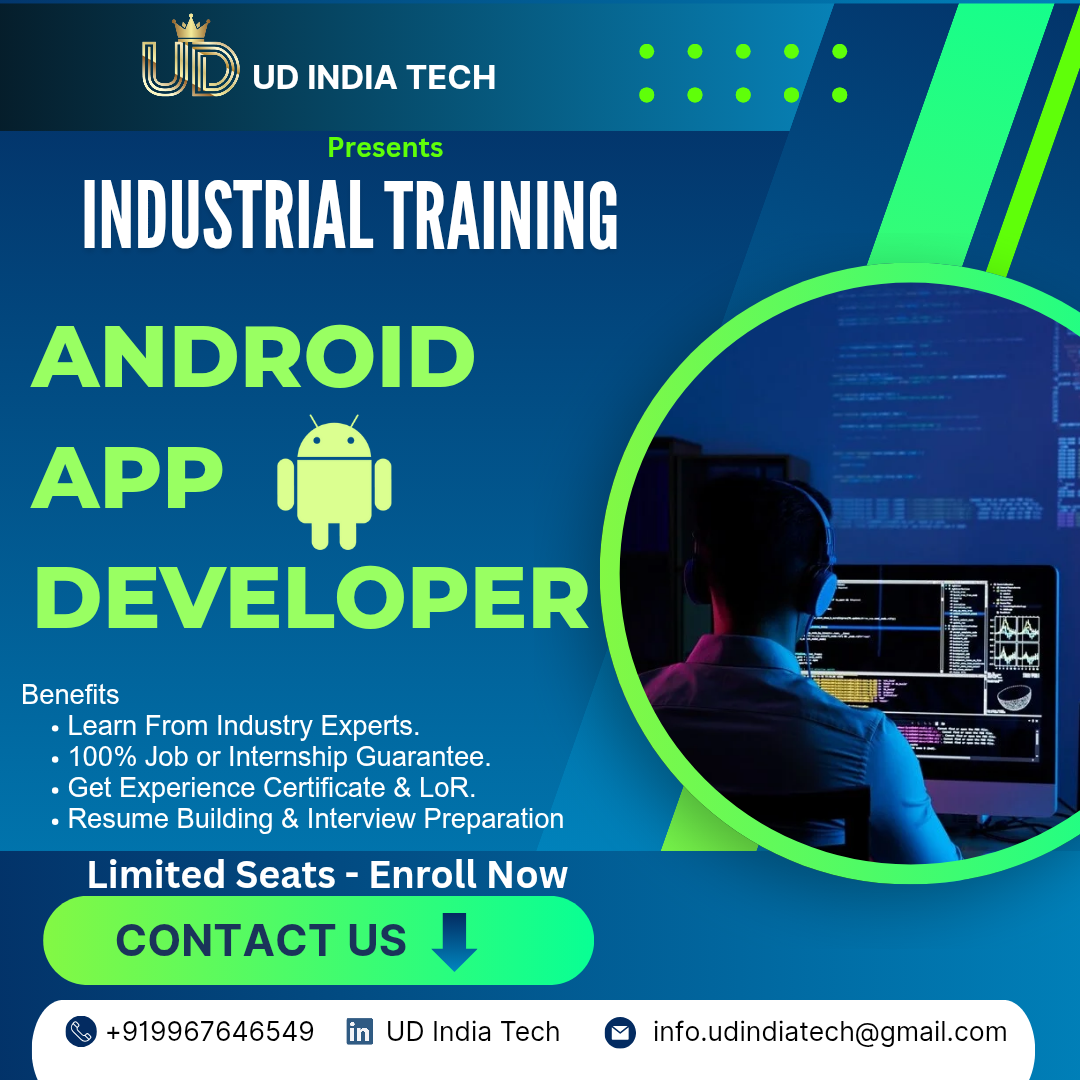 UD UD INDIA TECH
Presents
INDUSTRIAL TRAINING
ANDROID
APP
DEVELOPER
Benefits
• Learn From Industry Experts.
• 100% Job or Internship Guarantee.
• Get Experience Certificate & LoR.
• Resume Building & Interview Preparation
Limited Seats - Enroll Now
CONTACT US
+919967646549 in UD India Tech info.udindiatech@gmail.com